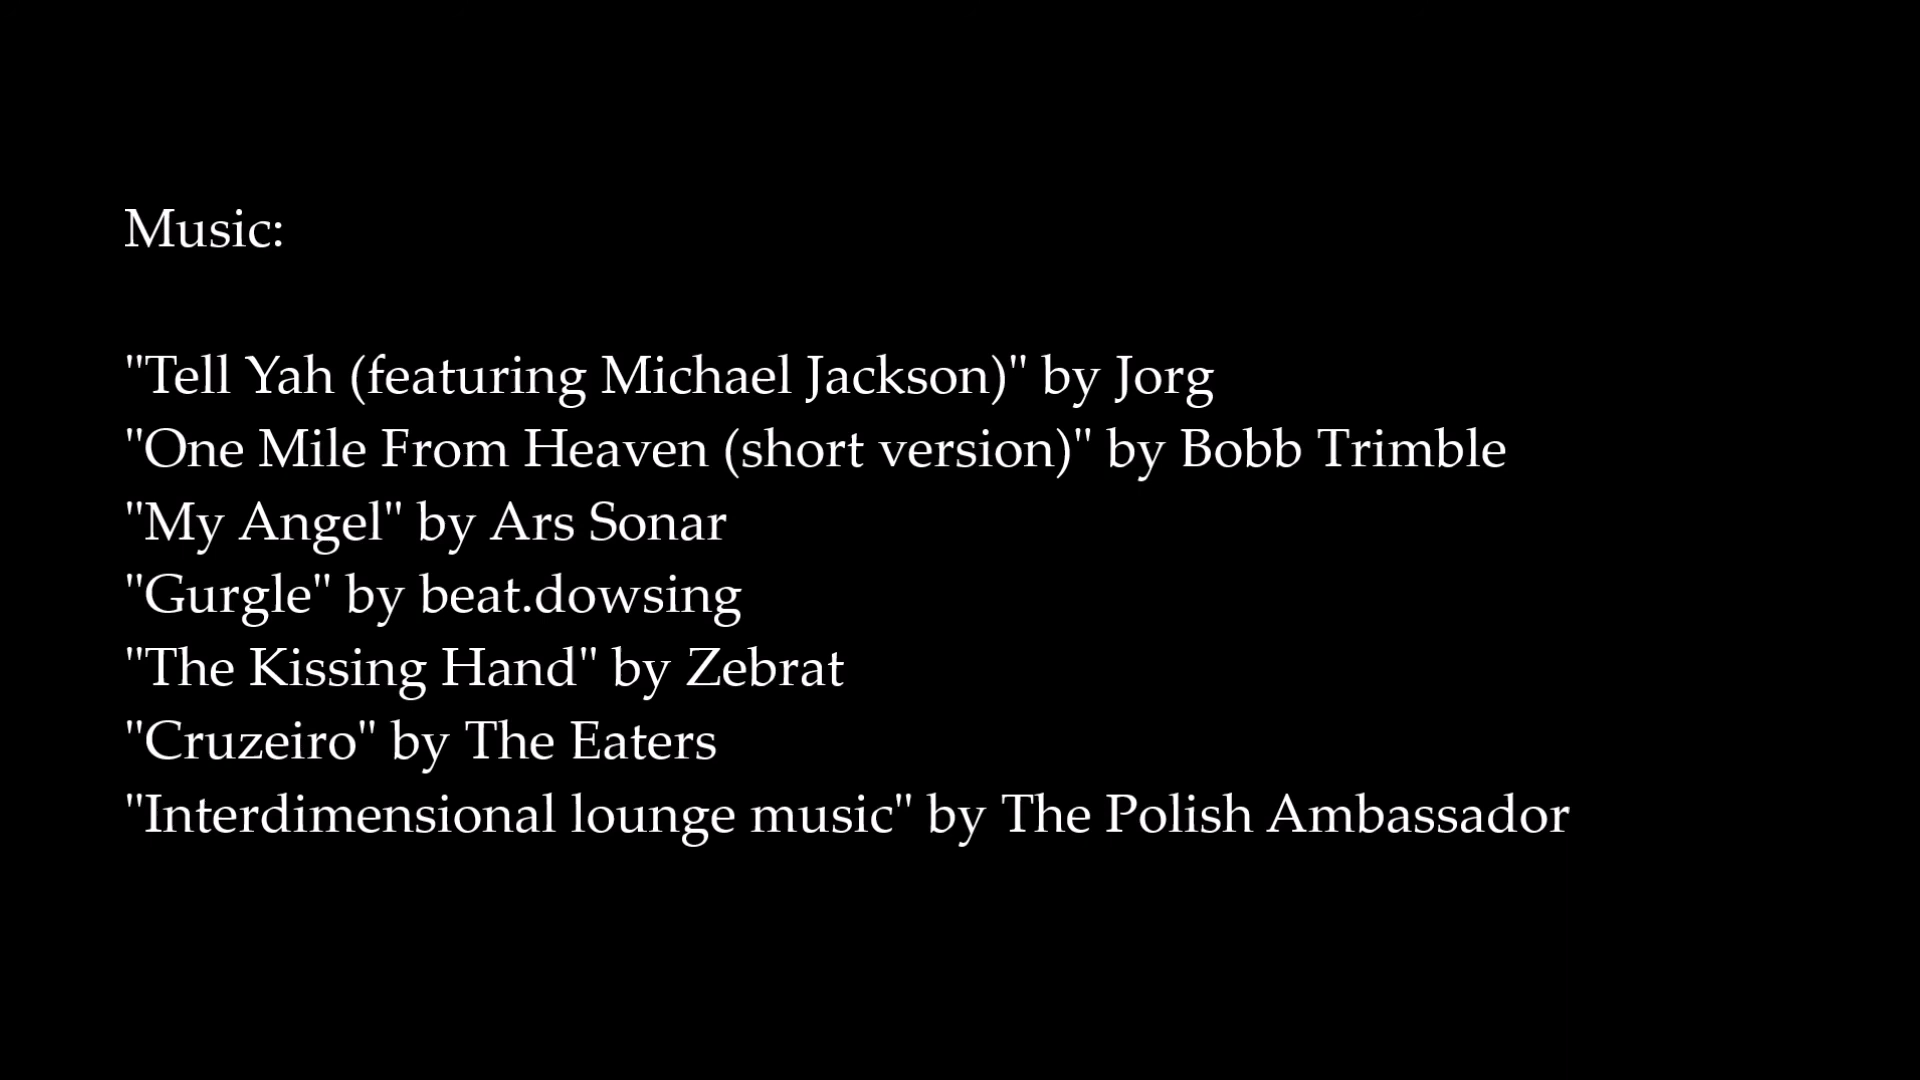 Music:
"Tell Yah (featuring Michael Jackson)" by Jorg
"One Mile From Heaven (short version)" by Bobb Trimble
"My Angel" by Ars Sonar
"Gurgle" by beat.dowsing
"The Kissing Hand" by Zebrat
"Cruzeiro" by The Eaters
"Interdimensional lounge music" by The Polish Ambassador